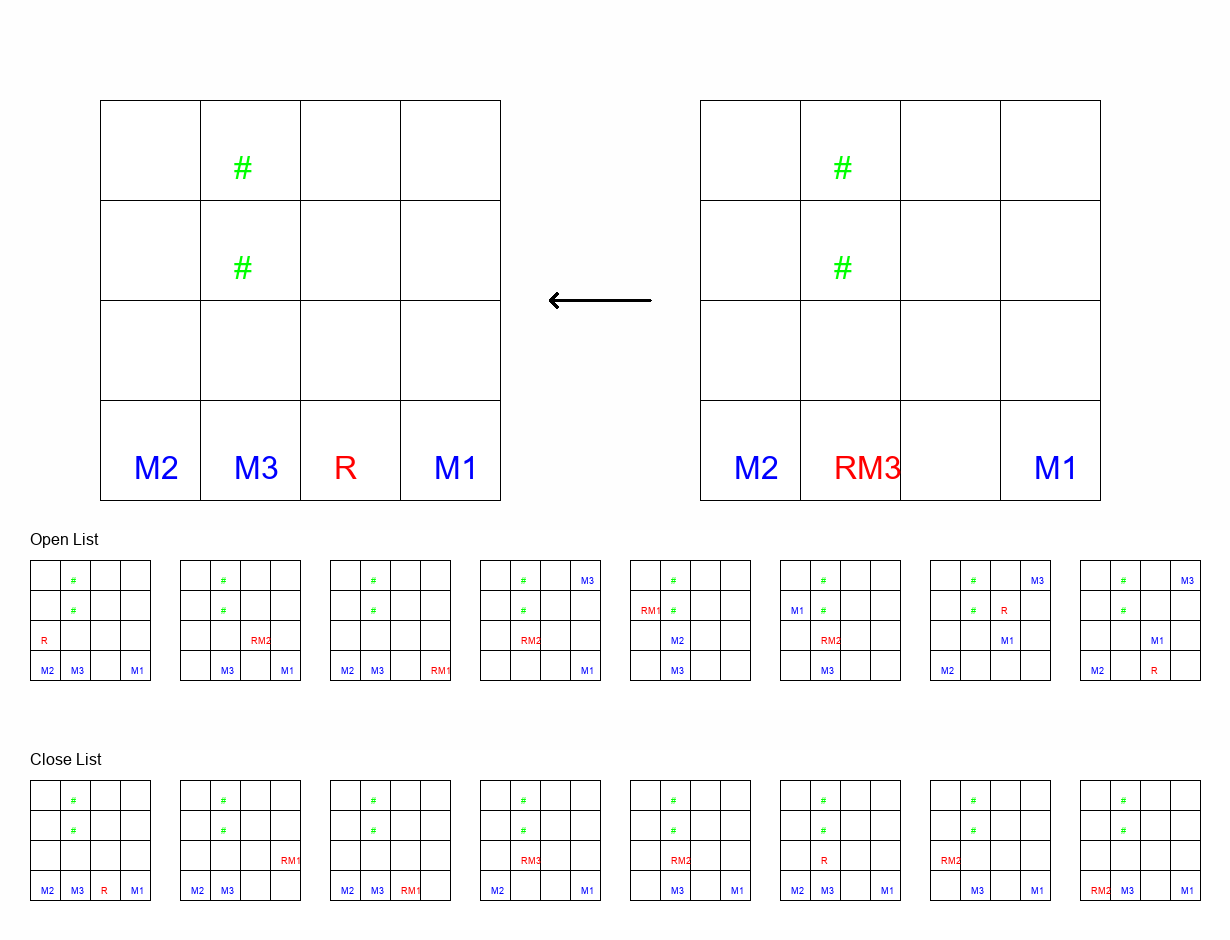 # #
# #
M2 M3 R M1 M2 RM3 M1
Open List
# # # M3 # # # # M3 # M3
# # # # RM1 # M1 # # R #
R RM2 RM2 M2 RM2 M1 M1
M2 M3 M1 M3 M1 M2 M3 RM1 M1 M3 M3 M2 M2 R
Close List
# # # # # # # #
# # # # # # # #
RM1 RM3 RM2 R RM2
M2 M3 R M1 M2 M3 M2 M3 RM1 M2 M1 M3 M1 M2 M3 M1 M3 M1 RM2 M3 M1